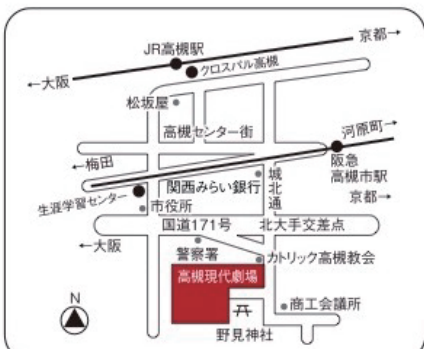 京都→
JR高槻駅
クロスパル高槻
←大阪
松坂屋
高槻センター街
河原町→
←梅田
阪急
高槻市駅
関西みらい銀行
城北通
京都→
生涯学習センター
市役所
国道171号
北大手交差点
←大阪
警察署
カトリック高槻教会
高槻現代劇場
N
商工会議所
野見神社